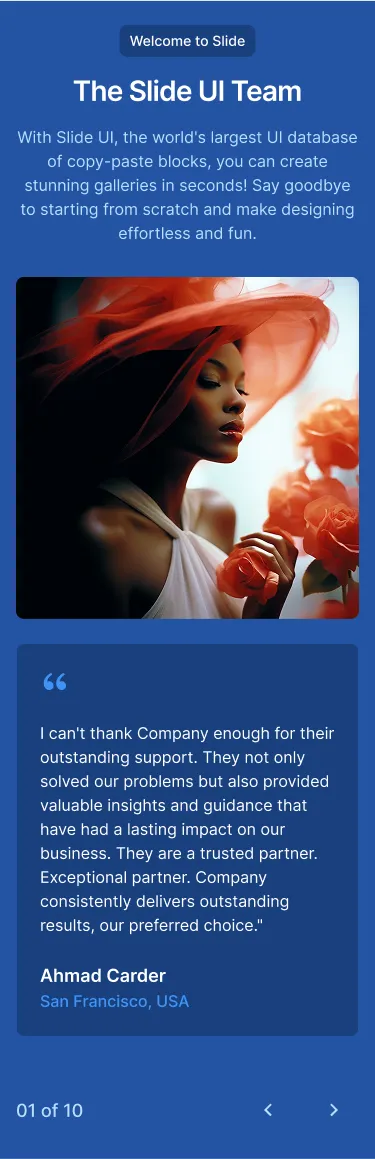 Welcome to Slide
The Slide UI Team
With Slide UI, the world's largest UI database
of copy-paste blocks, you can create
stunning galleries in seconds! Say goodbye
to starting from scratch and make designing
effortless and fun.
“
I can't thank Company enough for their
outstanding support. They not only
solved our problems but also provided
valuable insights and guidance that
have had a lasting impact on our
business. They are a trusted partner.
Exceptional partner. Company
consistently delivers outstanding
results, our preferred choice."
Ahmad Carder
San Francisco, USA
01 of 10